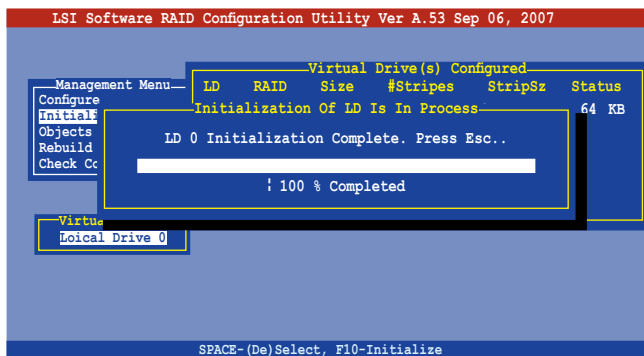 LSI Software RAID Configuration Utility Ver A.53 Sep 06, 2007
Virtual Drive(s) Configured
LD RAID Size #Stripes StripSz Status
64 KB
Management Menu
Configure
Initiali
Objects
Rebuild
Check Co
Initialization Of LD Is In Process
LD 0 Initialization Complete. Press Esc..
¦ 100 % Completed
Virtua
Loical Drive 0
SPACE-(De)Select, F10-Initialize